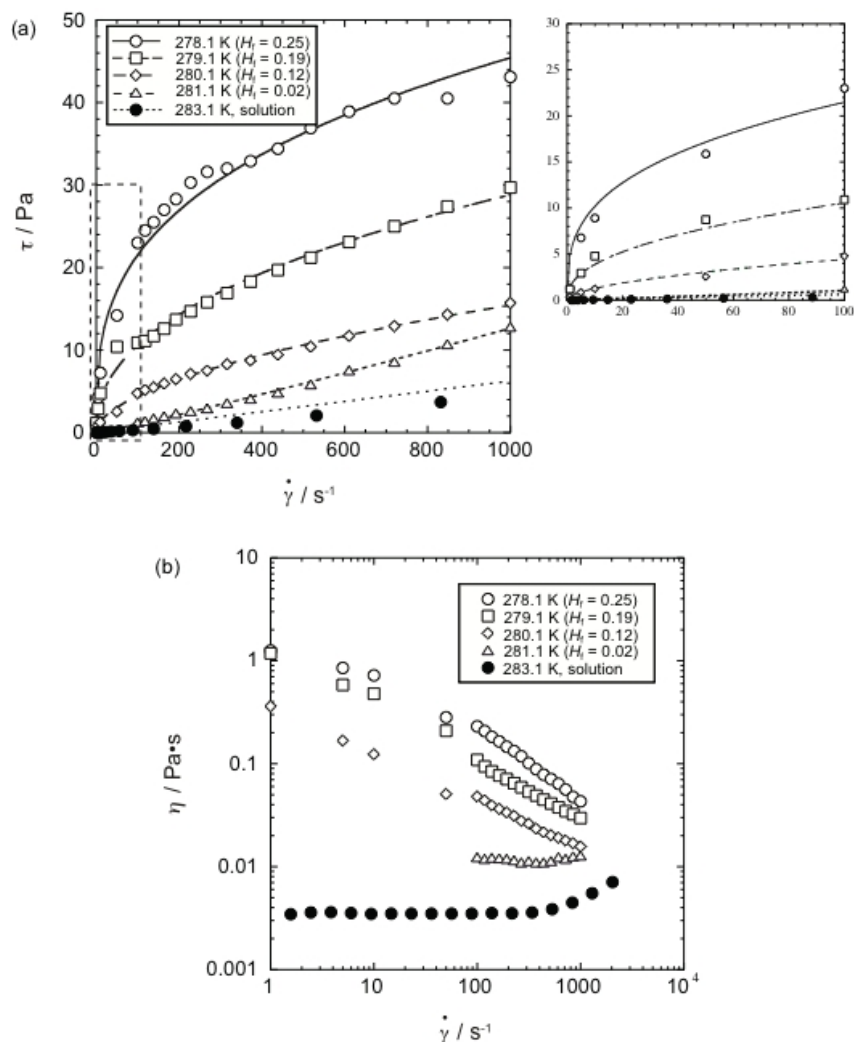 (a)
278.1 K (Hf = 0.25)
279.1 K (Hf = 0.19)
280.1 K (Hf = 0.12)
281.1 K (Hf = 0.02)
283.1 K, solution
50
40
30
20
10
0
τ / Pa
0 200 400 600 800 1000
γ̇ / s-1
30
25
20
15
10
5
0
0 20 40 60 80 100
(b)
278.1 K (Hf = 0.25)
279.1 K (Hf = 0.19)
280.1 K (Hf = 0.12)
281.1 K (Hf = 0.02)
283.1 K, solution
10
1
0.1
0.01
0.001
η / Pa•s
1 10 100 1000 10⁴
γ̇ / s-1